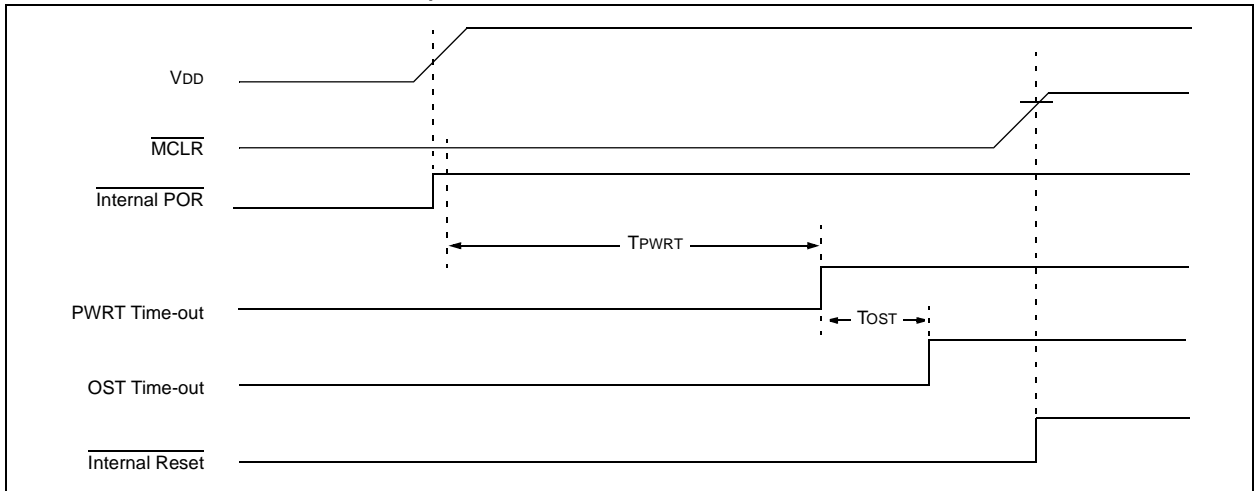 VDD
MCLR
Internal POR
TPWRT
PWRT Time-out
TOST
OST Time-out
Internal Reset